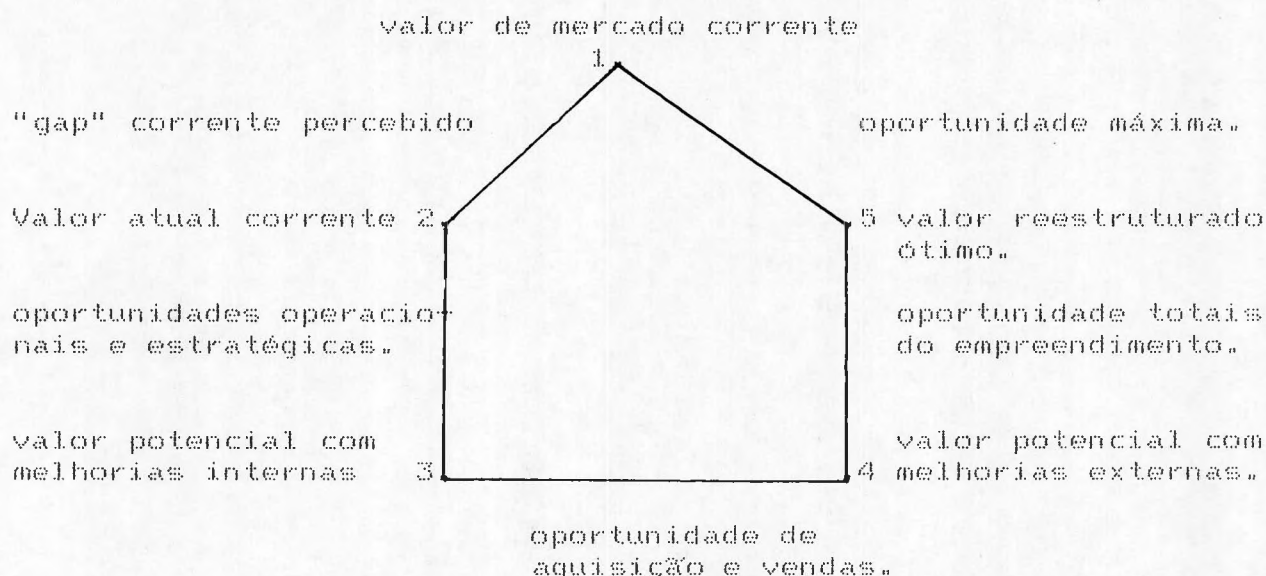 valor de mercado corrente
1
"gap" corrente percebido
oportunidade máxima.
Valor atual corrente 2
5 valor reestruturado
ótimo.
oportunidades operacio-
nais e estratégicas.
oportunidade totais
do empreendimento.
valor potencial com
melhorias internas 3
valor potencial com
4 melhorias externas.
oportunidade de
aquisição e vendas.